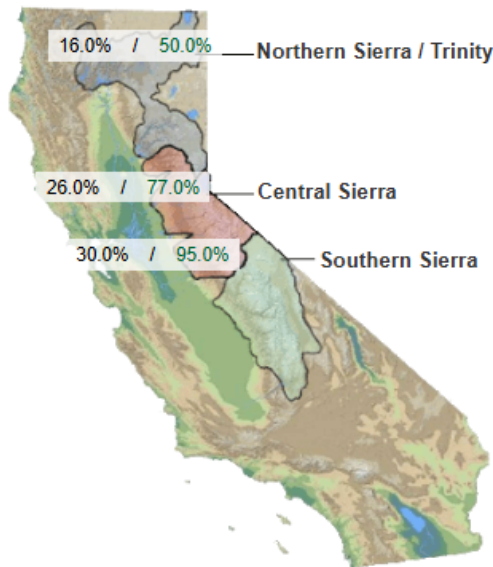 16.0% / 50.0% Northern Sierra / Trinity
26.0% / 77.0% Central Sierra
30.0% / 95.0% Southern Sierra